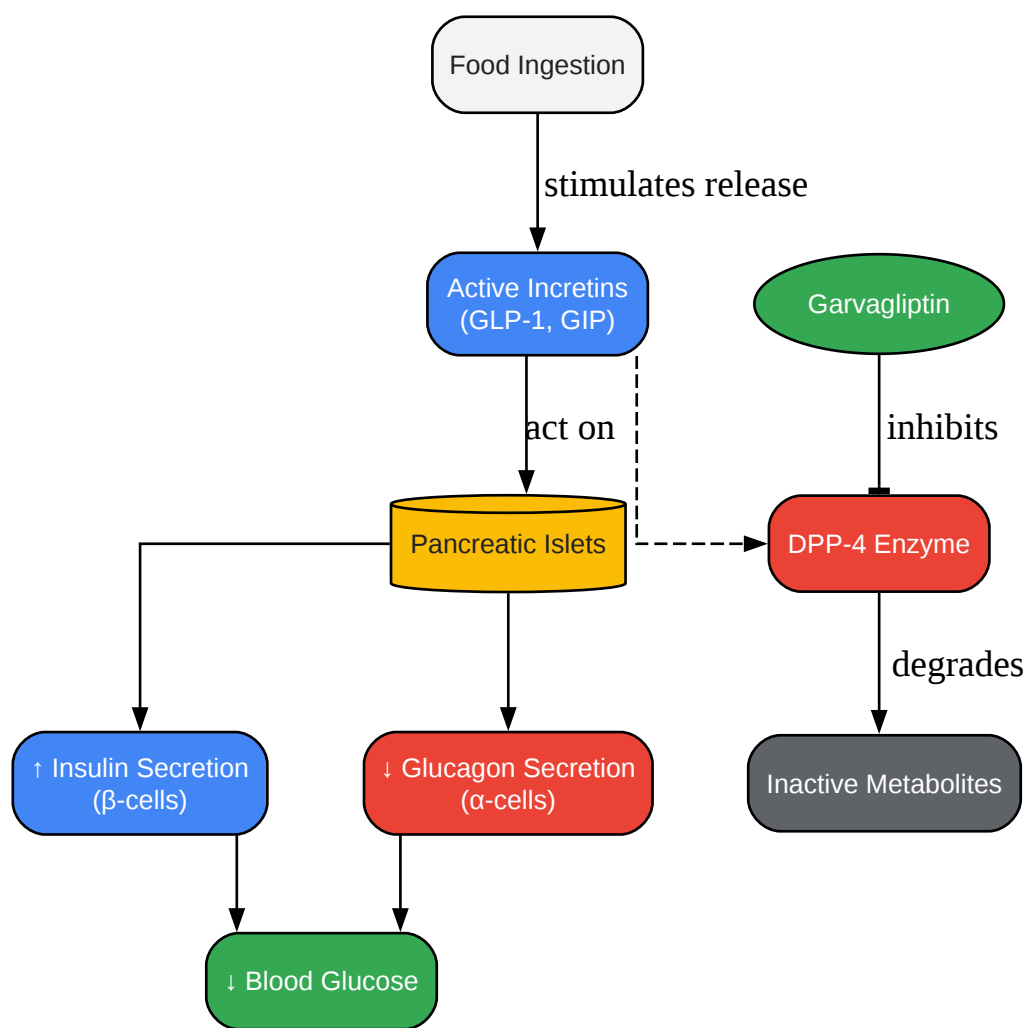 Food Ingestion
stimulates release
Active Incretins
(GLP-1, GIP)
Garvagliptin
act on
inhibits
Pancreatic Islets
DPP-4 Enzyme
degrades
↑ Insulin Secretion
(β-cells)
↓ Glucagon Secretion
(α-cells)
Inactive Metabolites
↓ Blood Glucose